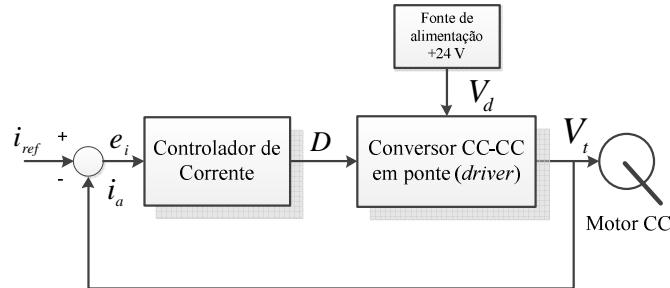 Fonte de
alimentação
+24 V
V_d
i_ref
+
-
e_i
i_a
Controlador de
Corrente
D
Conversor CC-CC
em ponte (driver)
V_t
Motor CC